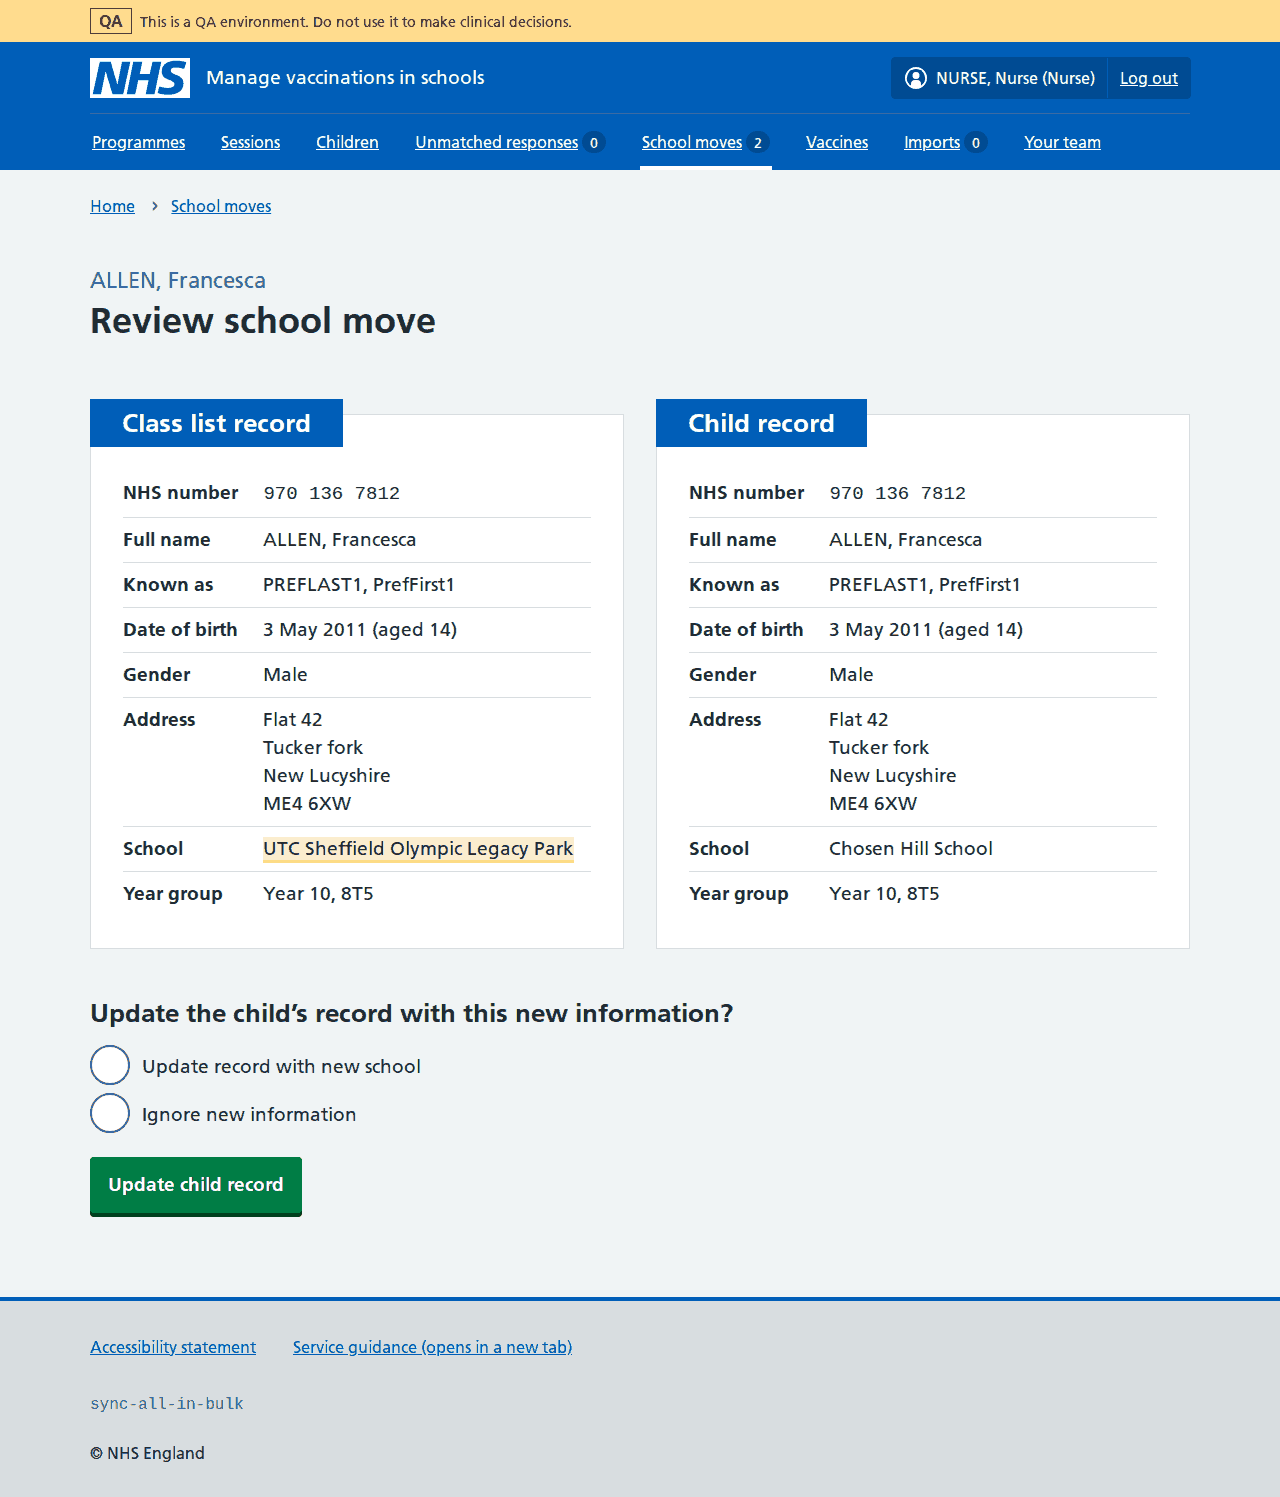 QA This is a QA environment. Do not use it to make clinical decisions.
NHS Manage vaccinations in schools NURSE, Nurse (Nurse) Log out
Programmes Sessions Children Unmatched responses 0 School moves 2 Vaccines Imports 0 Your team
Home › School moves
ALLEN, Francesca
Review school move
Class list record
NHS number 970 136 7812
Full name ALLEN, Francesca
Known as PREFLAST1, PrefFirst1
Date of birth 3 May 2011 (aged 14)
Gender Male
Address Flat 42
Tucker fork
New Lucyshire
ME4 6XW
School UTC Sheffield Olympic Legacy Park
Year group Year 10, 8T5
Child record
NHS number 970 136 7812
Full name ALLEN, Francesca
Known as PREFLAST1, PrefFirst1
Date of birth 3 May 2011 (aged 14)
Gender Male
Address Flat 42
Tucker fork
New Lucyshire
ME4 6XW
School Chosen Hill School
Year group Year 10, 8T5
Update the child’s record with this new information?
Update record with new school
Ignore new information
Update child record
Accessibility statement Service guidance (opens in a new tab)
sync-all-in-bulk
© NHS England